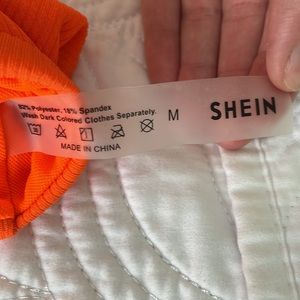 82% Polyester, 18% Spandex
Wash Dark Colored Clothes Separately.
M
SHEIN
MADE IN CHINA